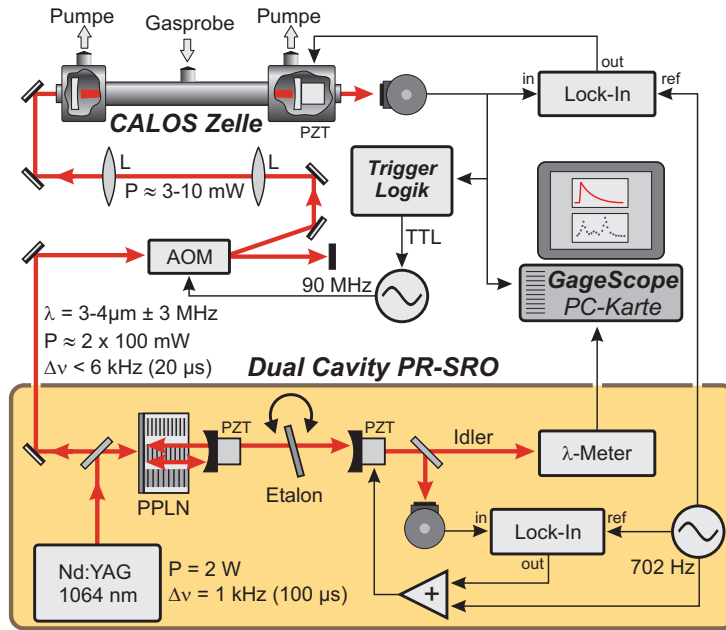 Pumpe
Gasprobe
Pumpe
out
in
ref
Lock-In
CALOS Zelle
PZT
L
L
P ≈ 3-10 mW
Trigger
Logik
TTL
AOM
90 MHz
GageScope
PC-Karte
λ = 3-4µm ± 3 MHz
P ≈ 2 x 100 mW
Δν < 6 kHz (20 µs)
Dual Cavity PR-SRO
PZT
PZT
Idler
λ-Meter
Etalon
PPLN
in
Lock-In
ref
out
702 Hz
Nd:YAG
1064 nm
P = 2 W
Δν = 1 kHz (100 µs)
+